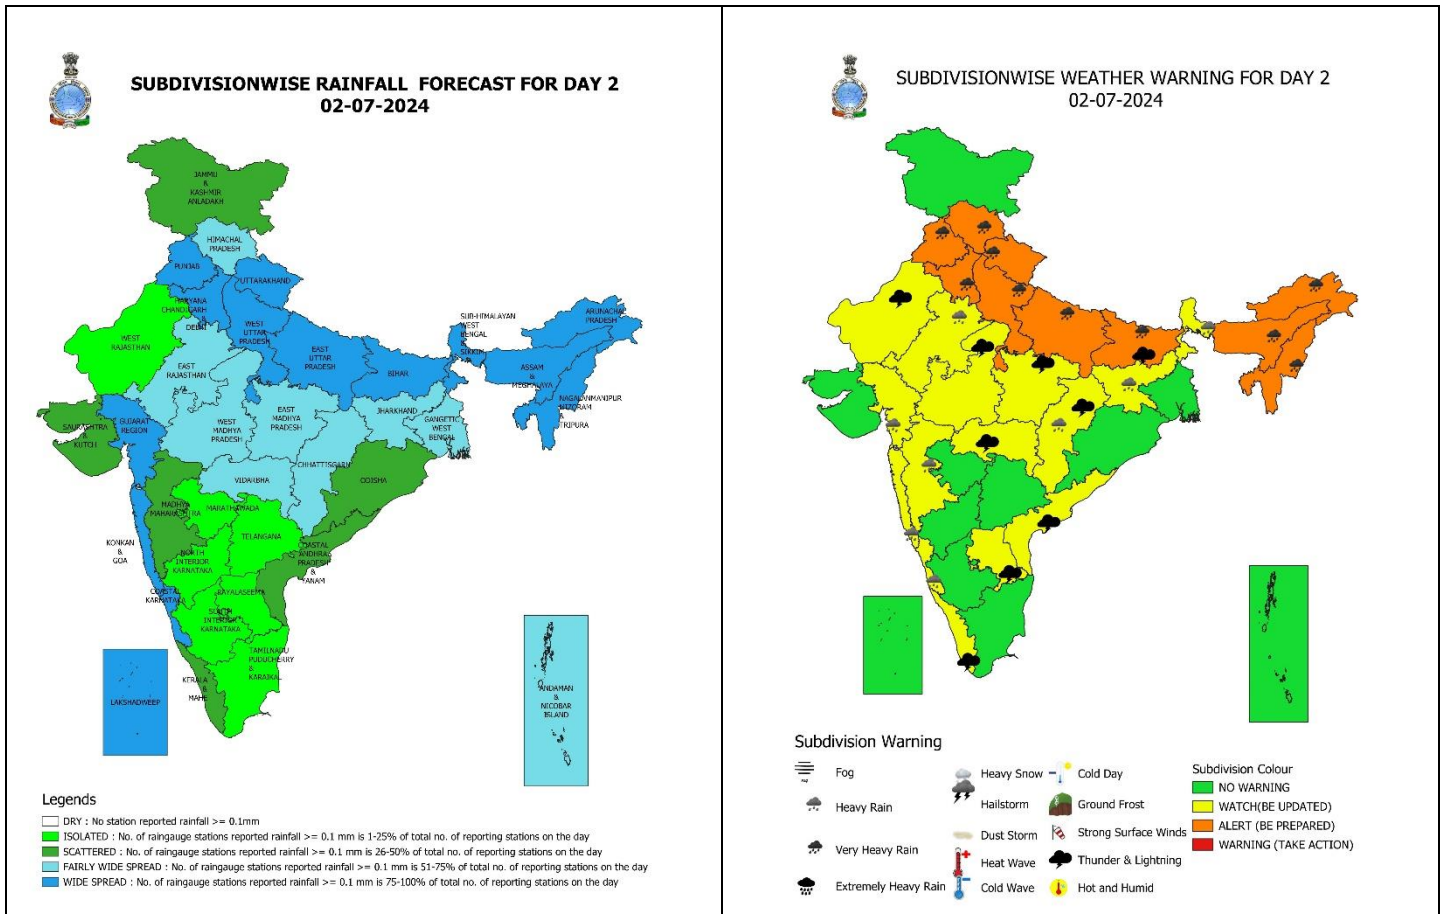 SUBDIVISIONWISE RAINFALL FORECAST FOR DAY 2
02-07-2024
JAMMU
&
KASHMIR
ANLADAKH
HIMACHAL
PRADESH
PUNJAB
UTTARAKHAND
HARYANA
CHANDIGARH
&
DELHI
WEST
UTTAR
PRADESH
WEST
RAJASTHAN
EAST
RAJASTHAN
EAST
UTTAR
PRADESH
BIHAR
SUB-HIMALAYAN
WEST
BENGAL
&
SIKKIM
ARUNACHAL
PRADESH
ASSAM
&
MEGHALAYA
NAGALANMANIPUR
MIZORAM
&
TRIPURA
SAURASHTRA
&
KUTCH
GUJARAT
REGION
WEST
MADHYA
PRADESH
EAST
MADHYA
PRADESH
JHARKHAND
GANGETIC
WEST
BENGAL
CHHATTISGARH
ODISHA
VIDARBHA
MADHYA
MAHARASHTRA
MARATHAWADA
TELANGANA
KONKAN
&
GOA
NORTH
INTERIOR
KARNATAKA
COASTAL
ANDHRA
PRADESH
&
YANAM
COASTAL
KARNATAKA
RAYALASEEMA
SOUTH
INTERIOR
KARNATAKA
TAMILNADU
PUDUCHERRY
&
KARAIKAL
KERALA
&
MAHE
LAKSHADWEEP
ANDAMAN
&
NICOBAR
ISLAND
Legends
DRY : No station reported rainfall >= 0.1mm
ISOLATED : No. of raingauge stations reported rainfall >= 0.1 mm is 1-25% of total no. of reporting stations on the day
SCATTERED : No. of raingauge stations reported rainfall >= 0.1 mm is 26-50% of total no. of reporting stations on the day
FAIRLY WIDE SPREAD : No. of raingauge stations reported rainfall >= 0.1 mm is 51-75% of total no. of reporting stations on the day
WIDE SPREAD : No. of raingauge stations reported rainfall >= 0.1 mm is 75-100% of total no. of reporting stations on the day
SUBDIVISIONWISE WEATHER WARNING FOR DAY 2
02-07-2024
Subdivision Warning
Fog
Heavy Rain
Very Heavy Rain
Extremely Heavy Rain
Heavy Snow
Hailstorm
Dust Storm
Heat Wave
Cold Wave
Cold Day
Ground Frost
Strong Surface Winds
Thunder & Lightning
Hot and Humid
Subdivision Colour
NO WARNING
WATCH(BE UPDATED)
ALERT (BE PREPARED)
WARNING (TAKE ACTION)